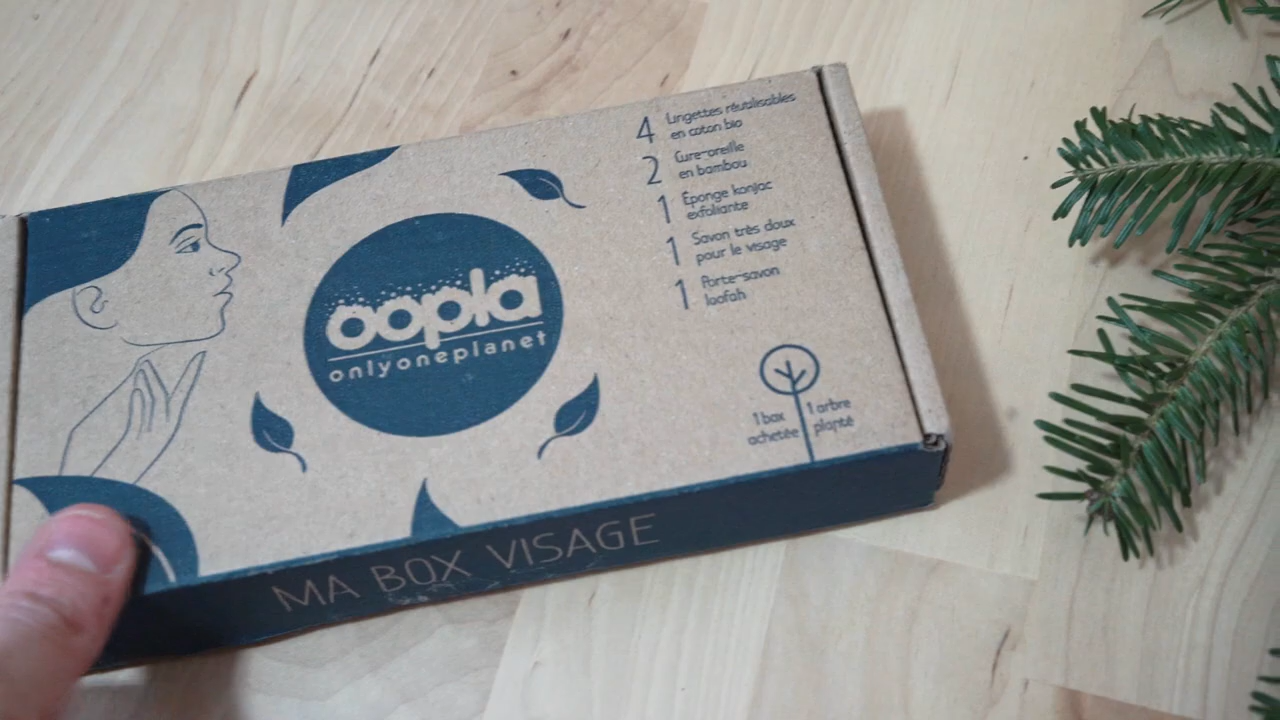 oopla
onlyoneplanet
4 Lingettes réutilisables
en coton bio
2 Cure-oreille
en bambou
1 Éponge konjac
exfoliante
1 Savon très doux
pour le visage
1 Porte-savon
loofah
1 box
achetée
1 arbre
planté
MA BOX VISAGE